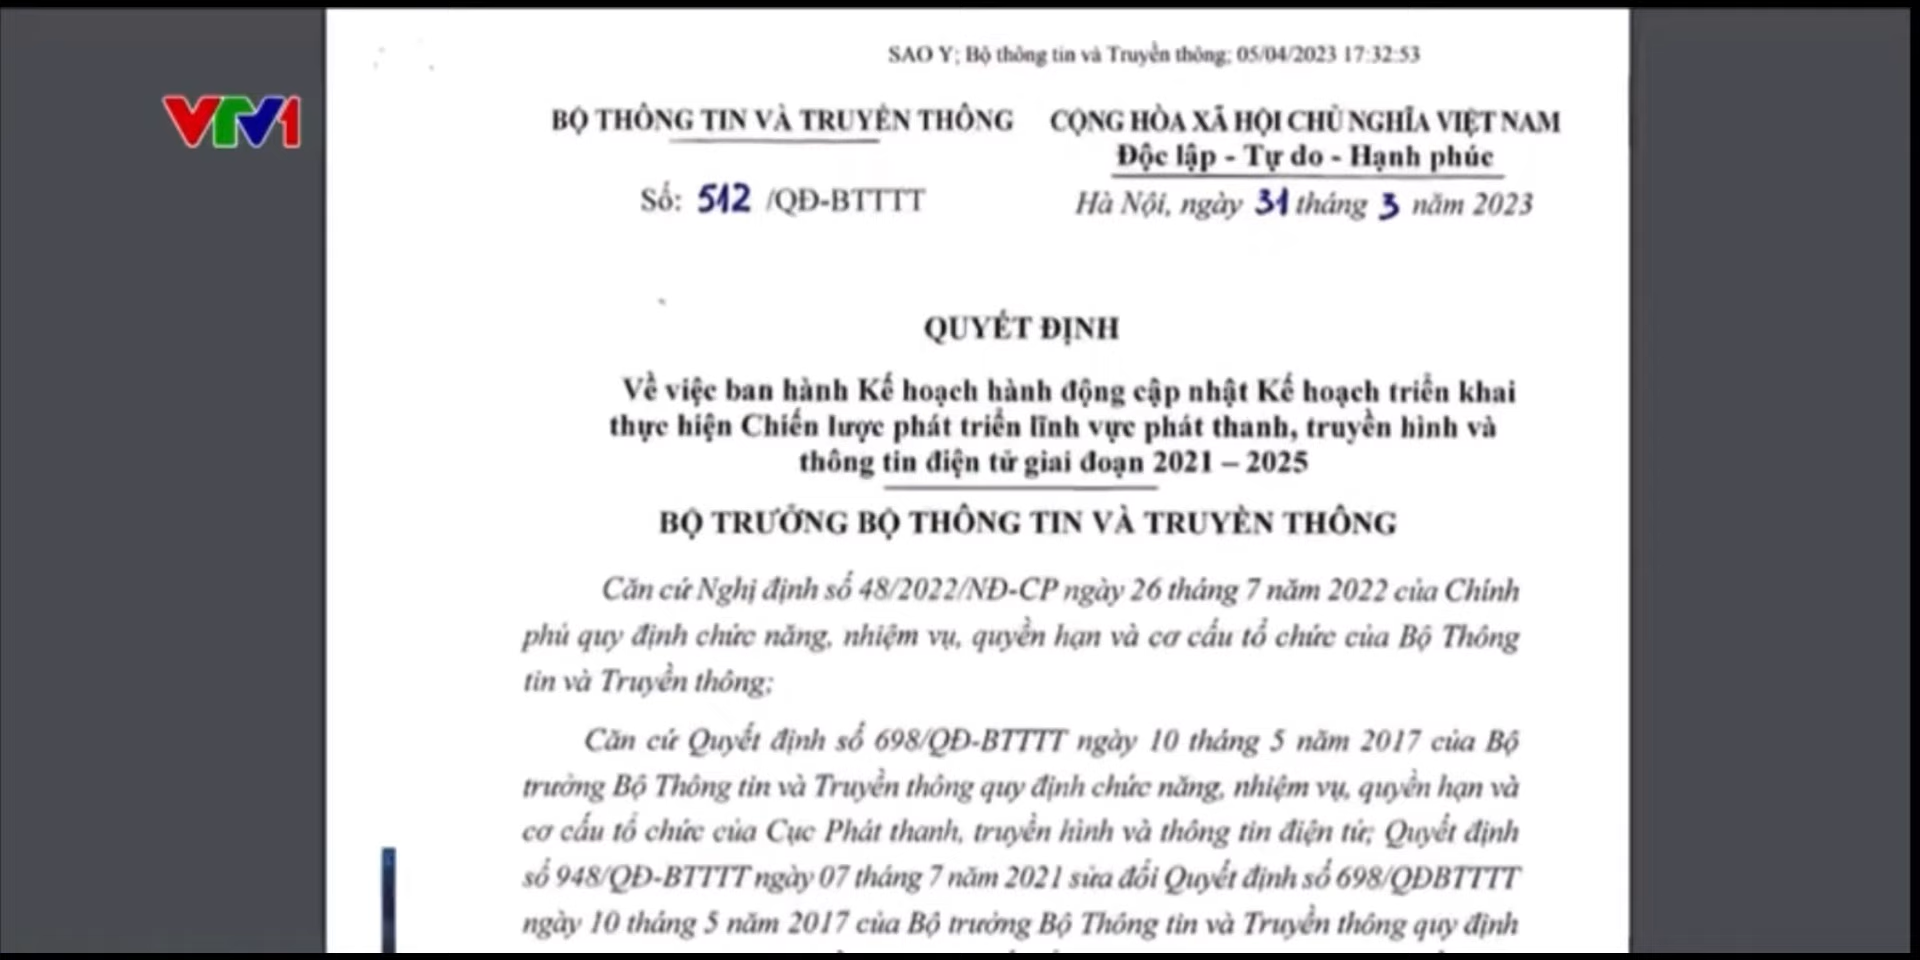 SAO Y; Bộ thông tin và Truyền thông; 05/04/2023 17:32:53
VTV1
BỘ THÔNG TIN VÀ TRUYỀN THÔNG
CỘNG HÒA XÃ HỘI CHỦ NGHĨA VIỆT NAM
Độc lập - Tự do - Hạnh phúc
Số: 512 /QĐ-BTTTT
Hà Nội, ngày 31 tháng 3 năm 2023
QUYẾT ĐỊNH
Về việc ban hành Kế hoạch hành động cập nhật Kế hoạch triển khai
thực hiện Chiến lược phát triển lĩnh vực phát thanh, truyền hình và
thông tin điện tử giai đoạn 2021 – 2025
BỘ TRƯỞNG BỘ THÔNG TIN VÀ TRUYỀN THÔNG
Căn cứ Nghị định số 48/2022/NĐ-CP ngày 26 tháng 7 năm 2022 của Chính
phủ quy định chức năng, nhiệm vụ, quyền hạn và cơ cấu tổ chức của Bộ Thông
tin và Truyền thông;
Căn cứ Quyết định số 698/QĐ-BTTTT ngày 10 tháng 5 năm 2017 của Bộ
trưởng Bộ Thông tin và Truyền thông quy định chức năng, nhiệm vụ, quyền hạn và
cơ cấu tổ chức của Cục Phát thanh, truyền hình và thông tin điện tử; Quyết định
số 948/QĐ-BTTTT ngày 07 tháng 7 năm 2021 sửa đổi Quyết định số 698/QĐBTTTT
ngày 10 tháng 5 năm 2017 của Bộ trưởng Bộ Thông tin và Truyền thông quy định